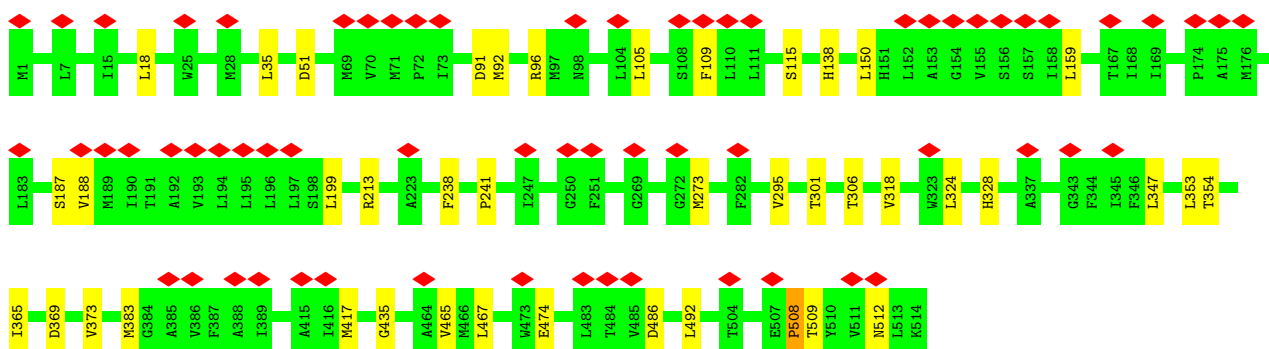 M1 L7 I15 L18 W25 M28 L35 D51 M69 V70 M71 P72 I73 D91 M92 R96 M97 N98 L104 L105 S108 F109 L110 L111 S115 H138 L150 H151 L152 A153 G154 V155 S156 S157 I158 L159 T167 I168 I169 P174 A175 M176
L183 S187 V188 M189 I190 T191 A192 V193 L194 L195 L196 L197 S198 L199 R213 A223 F238 P241 I247 G250 F251 G269 G272 M273 F282 V295 T301 T306 V318 W323 L324 H328 A337 G343 F344 I345 F346 L347 L353 T354
I365 D369 V373 M383 G384 A385 V386 F387 A388 I389 A415 I416 M417 G435 A464 V465 M466 L467 W473 E474 L483 T484 V485 D486 L492 T504 E507 P508 T509 Y510 V511 N512 L513 K514